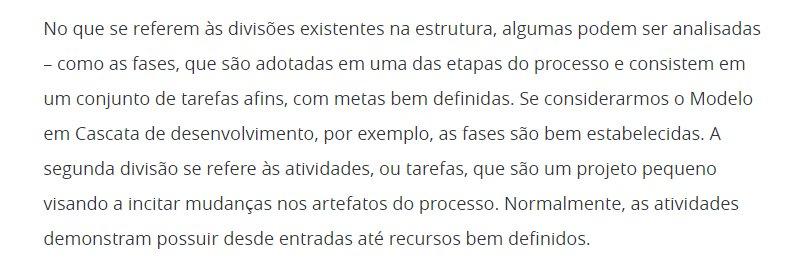 No que se referem às divisões existentes na estrutura, algumas podem ser analisadas
– como as fases, que são adotadas em uma das etapas do processo e consistem em
um conjunto de tarefas afins, com metas bem definidas. Se considerarmos o Modelo
em Cascata de desenvolvimento, por exemplo, as fases são bem estabelecidas. A
segunda divisão se refere às atividades, ou tarefas, que são um projeto pequeno
visando a incitar mudanças nos artefatos do processo. Normalmente, as atividades
demonstram possuir desde entradas até recursos bem definidos.